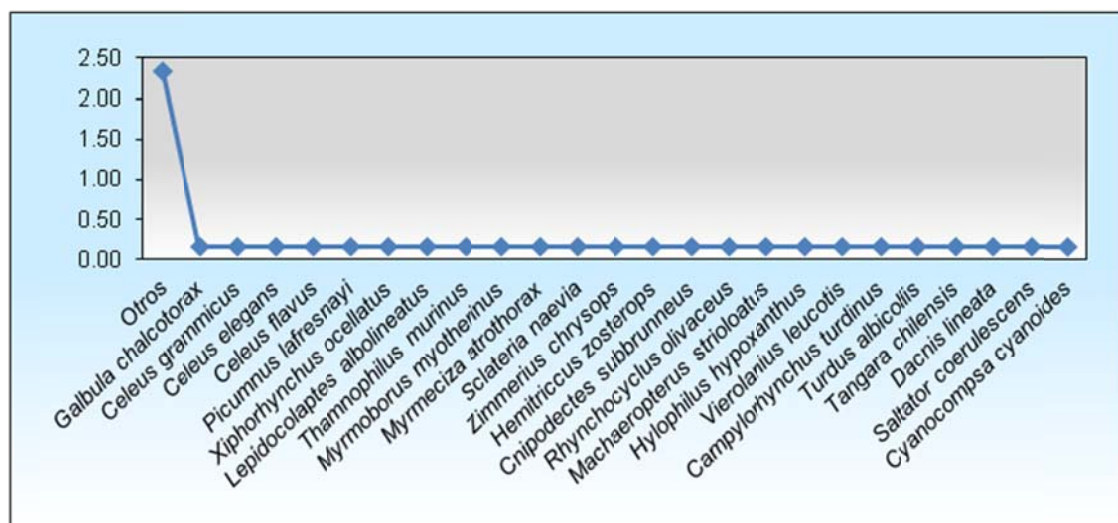 2.50
2.00
1.50
1.00
0.50
0.00
Otros
Galbula chalcotorax
Celeus grammicus
Celeus elegans
Celeus flavus
Picumnus lafresnayi
Xiphorhynchus ocellatus
Lepidocolaptes albolineatus
Thamnophilus murinus
Myrmoborus myotherinus
Myrmeciza atrothorax
Sclateria naevia
Zimmerius chrysops
Hemitriccus zosterops
Cnipodectes subbrunneus
Rhynchocyclus olivaceus
Machaeropterus strioloatus
Hylophilus hypoxanthus
Vierolanius leucotis
Campylorhynchus turdinus
Turdus albicollis
Tangara chilensis
Dacnis lineata
Saltator coerulescens
Cyanocompsa cyanoides